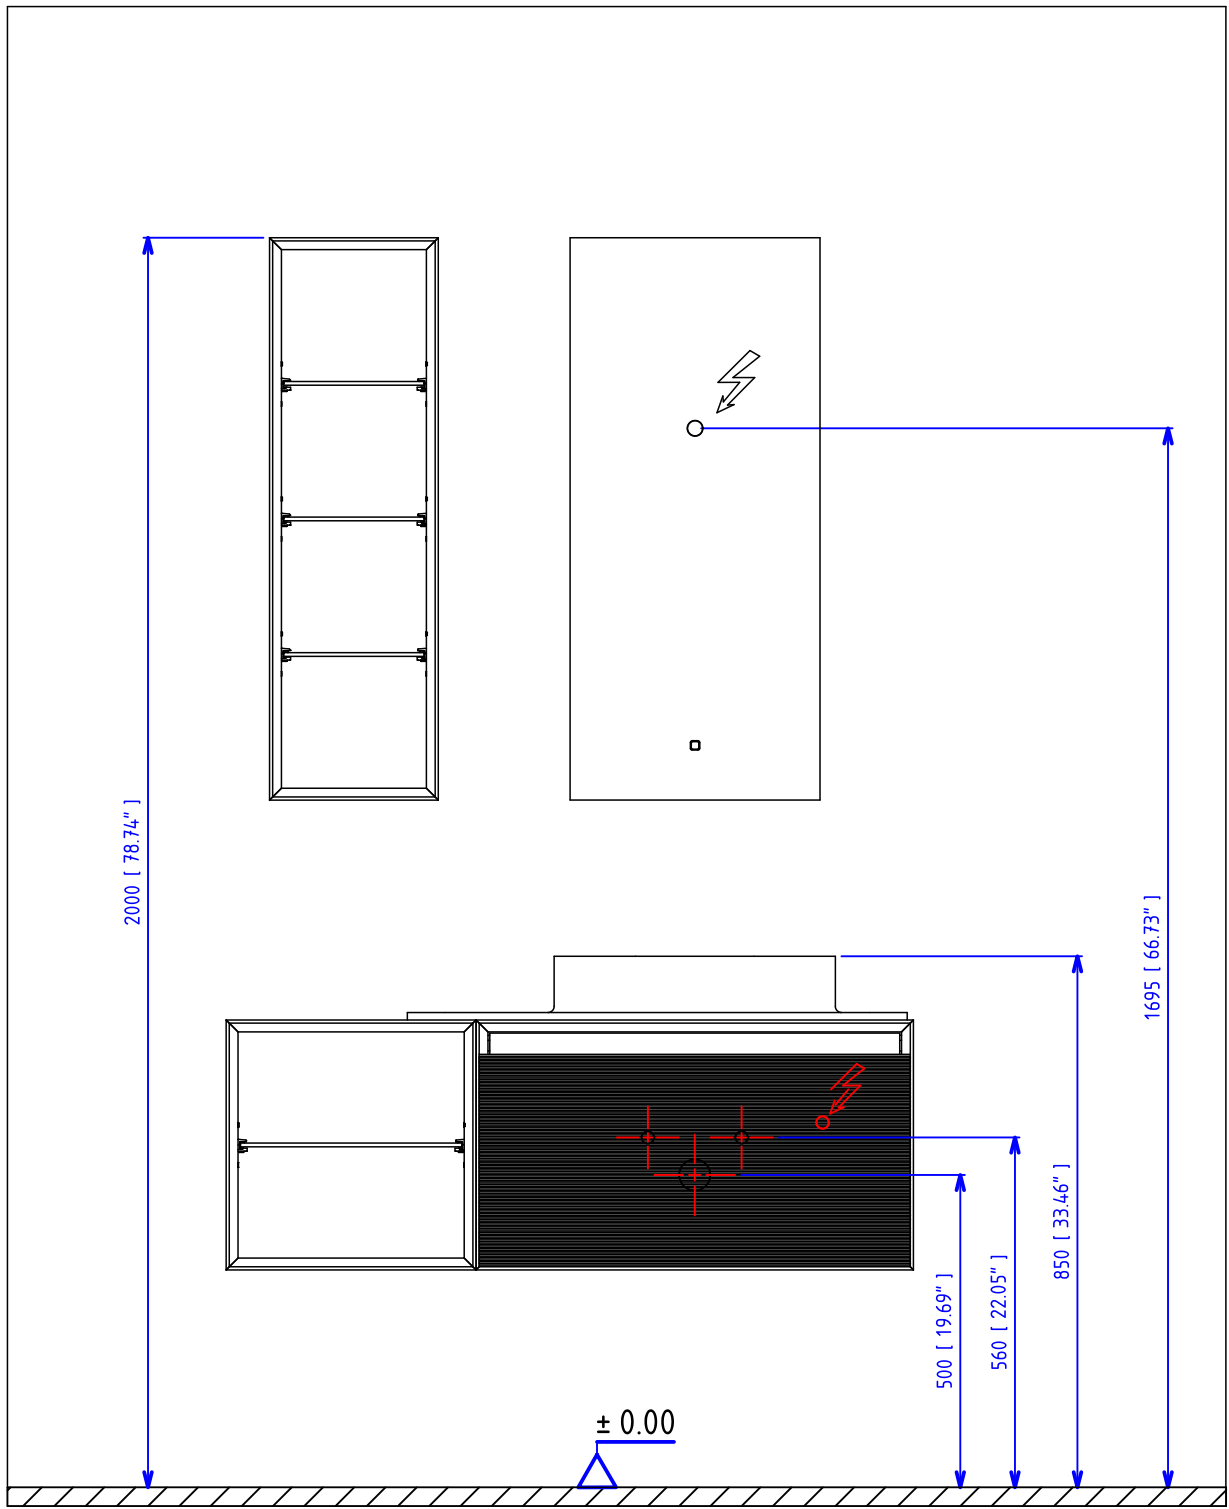 2000 [ 78.74" ]
1695 [ 66.73" ]
850 [ 33.46" ]
560 [ 22.05" ]
500 [ 19.69" ]
± 0.00